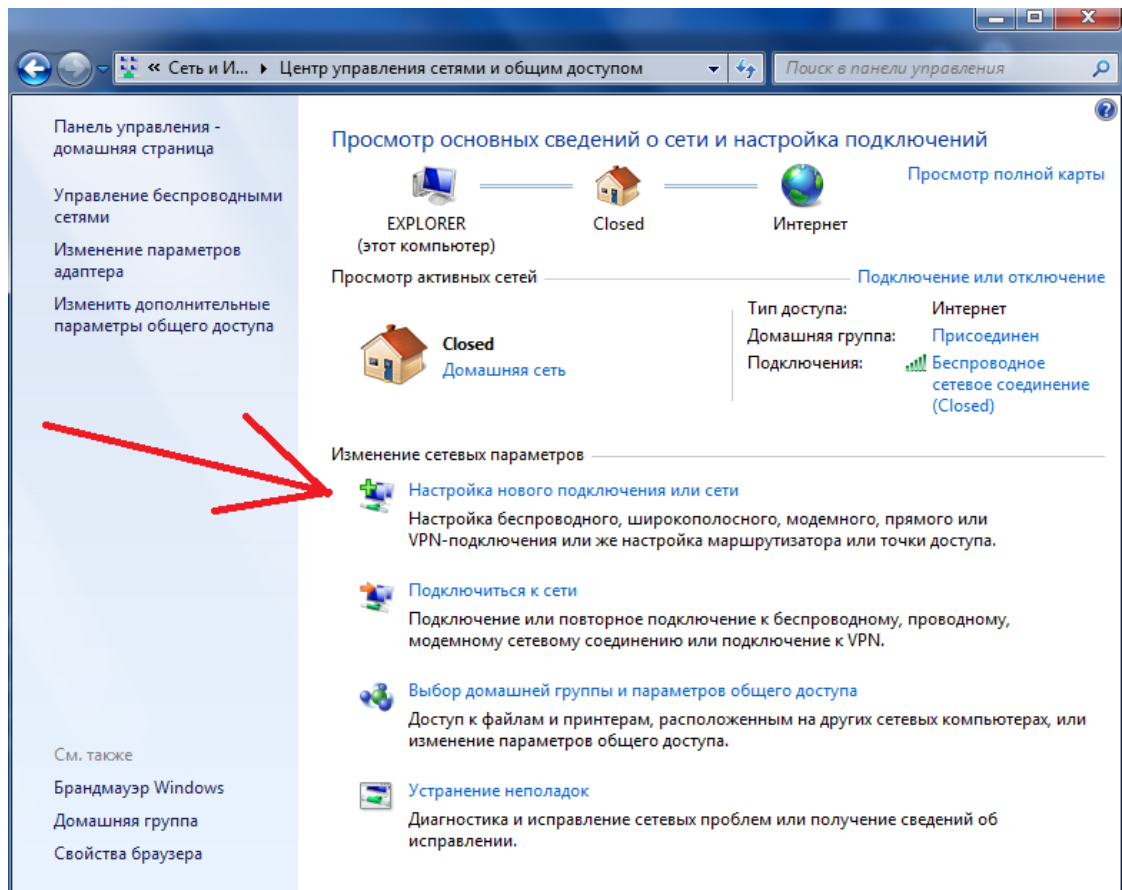 « Сеть и И... ▸ Центр управления сетями и общим доступом
Поиск в панели управления
Панель управления -
домашняя страница
Управление беспроводными
сетями
Изменение параметров
адаптера
Изменить дополнительные
параметры общего доступа
См. также
Брандмауэр Windows
Домашняя группа
Свойства браузера
Просмотр основных сведений о сети и настройка подключений
EXPLORER
(этот компьютер)
Closed
Интернет
Просмотр полной карты
Просмотр активных сетей
Подключение или отключение
Closed
Домашняя сеть
Тип доступа: Интернет
Домашняя группа: Присоединен
Подключения: Беспроводное
сетевое соединение
(Closed)
Изменение сетевых параметров
Настройка нового подключения или сети
Настройка беспроводного, широкополосного, модемного, прямого или
VPN-подключения или же настройка маршрутизатора или точки доступа.
Подключиться к сети
Подключение или повторное подключение к беспроводному, проводному,
модемному сетевому соединению или подключение к VPN.
Выбор домашней группы и параметров общего доступа
Доступ к файлам и принтерам, расположенным на других сетевых компьютерах, или
изменение параметров общего доступа.
Устранение неполадок
Диагностика и исправление сетевых проблем или получение сведений об
исправлении.